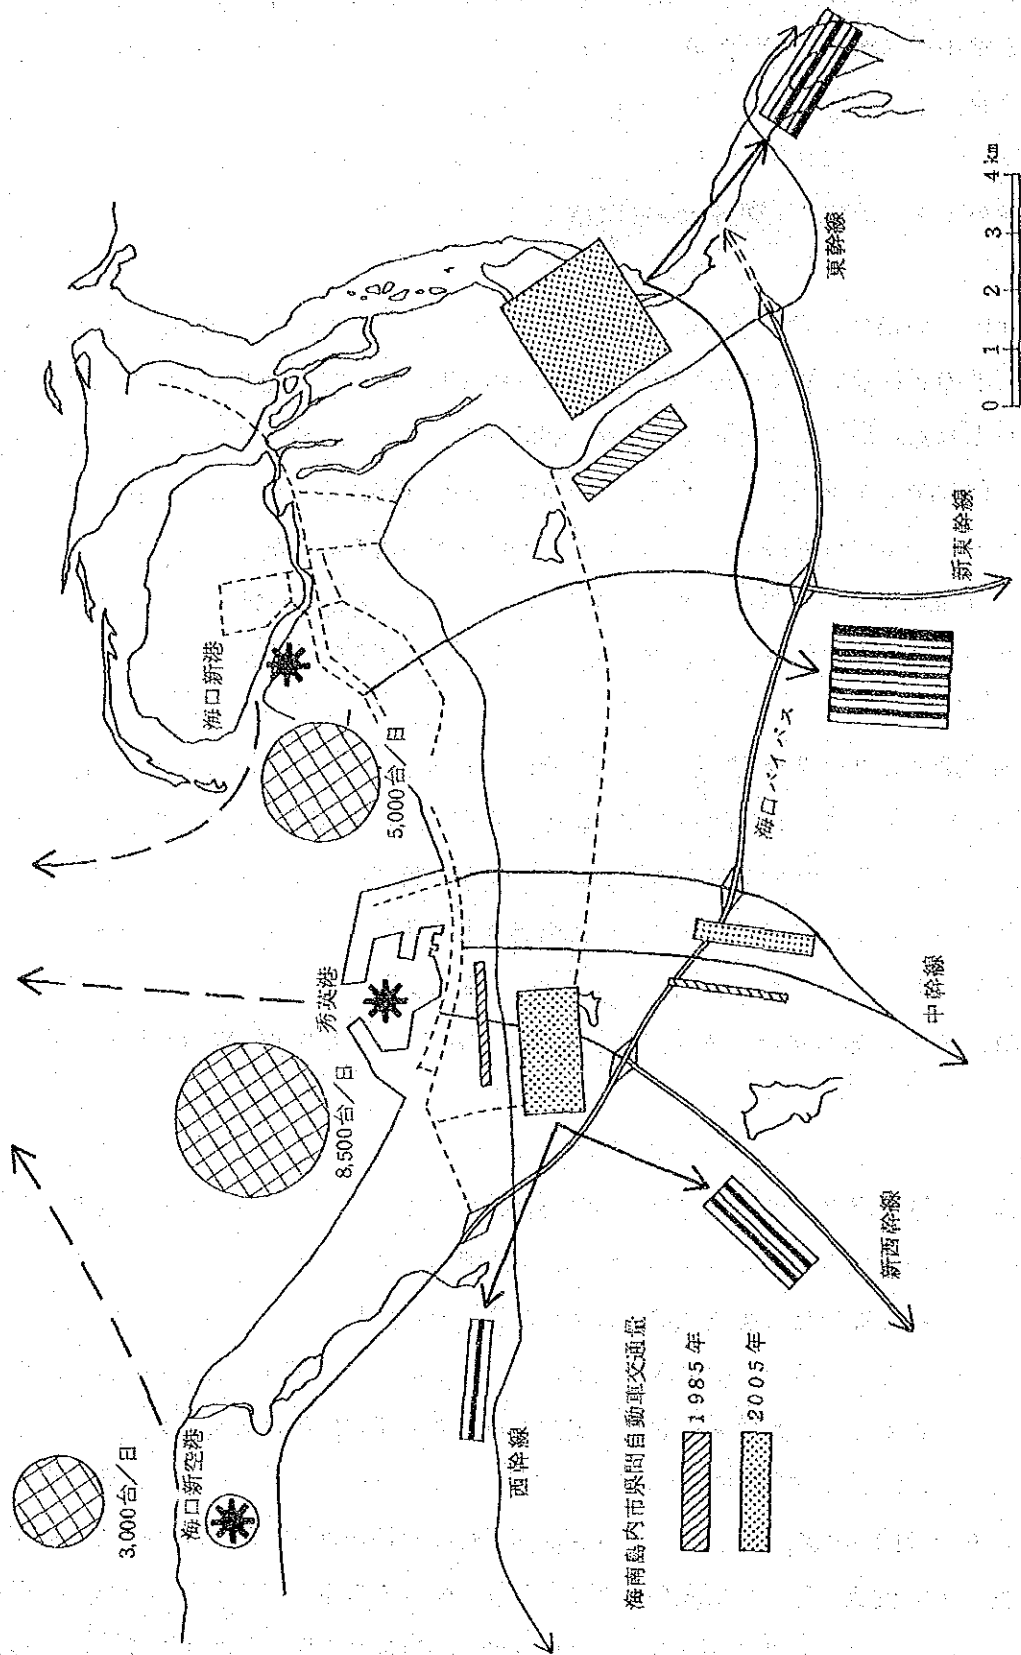 海口新港
5,000台/日
秀英港
8,500台/日
海口新空港
3,000台/日
東幹線
新東幹線
海口バイパス
中幹線
新西幹線
西幹線
海南島内市県間自動車交通量
1985年
2005年
0 1 2 3 4km